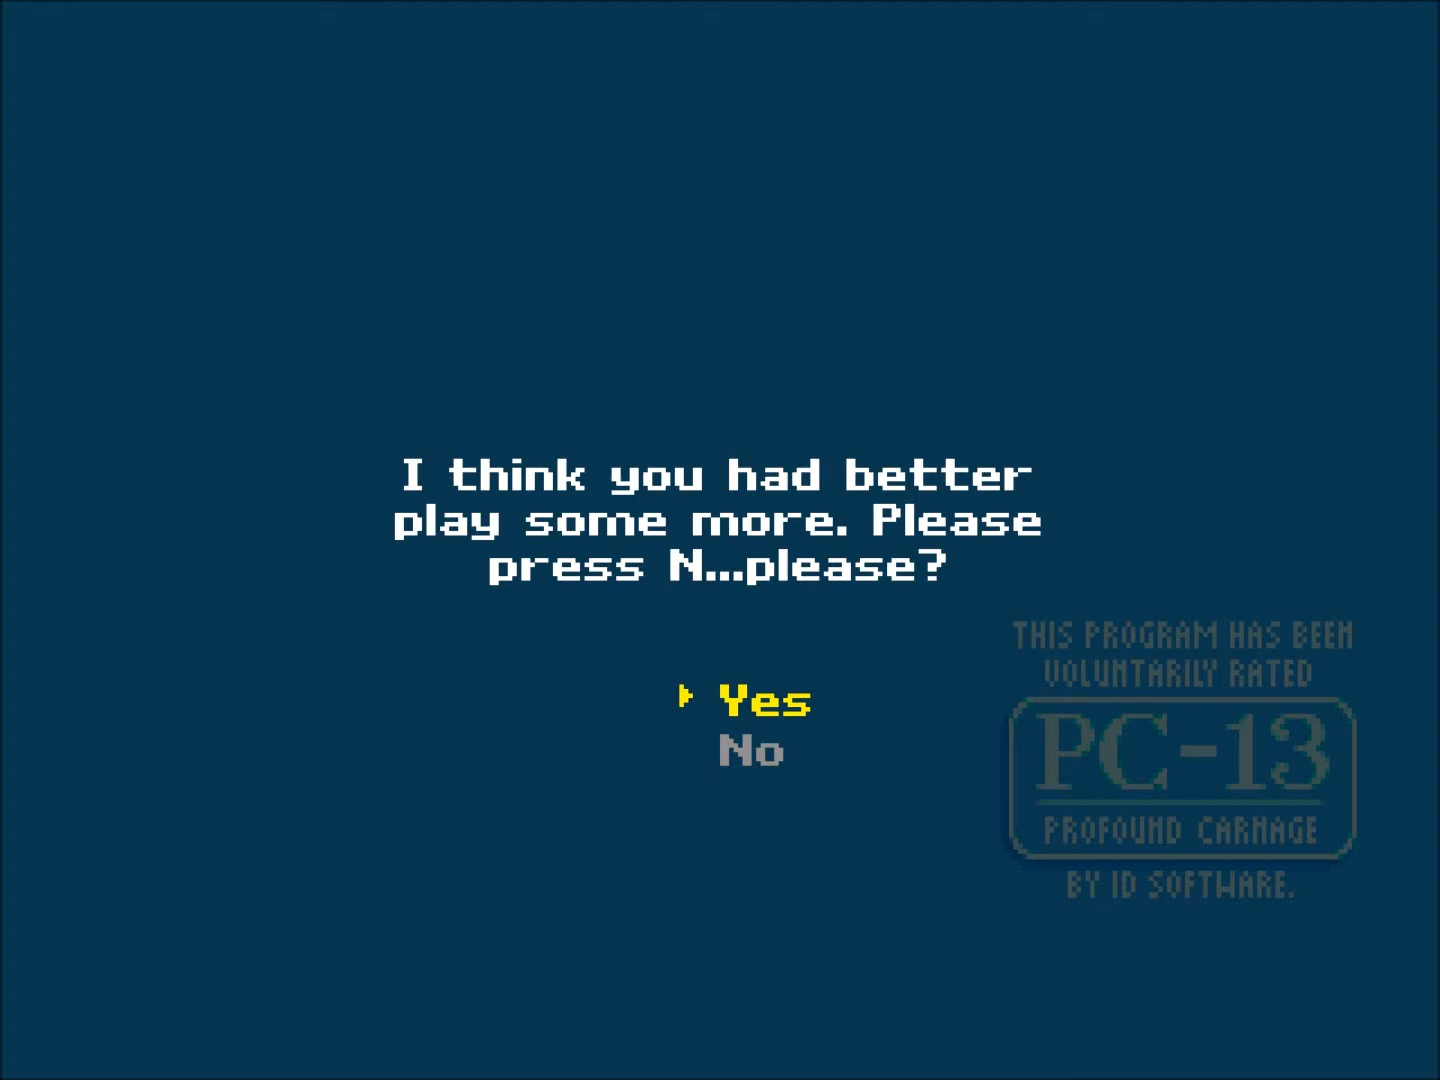 I think you had better
play some more. Please
press N...please?
Yes
No
THIS PROGRAM HAS BEEN
VOLUNTARILY RATED
PC-13
PROFOUND CARNAGE
BY ID SOFTWARE.